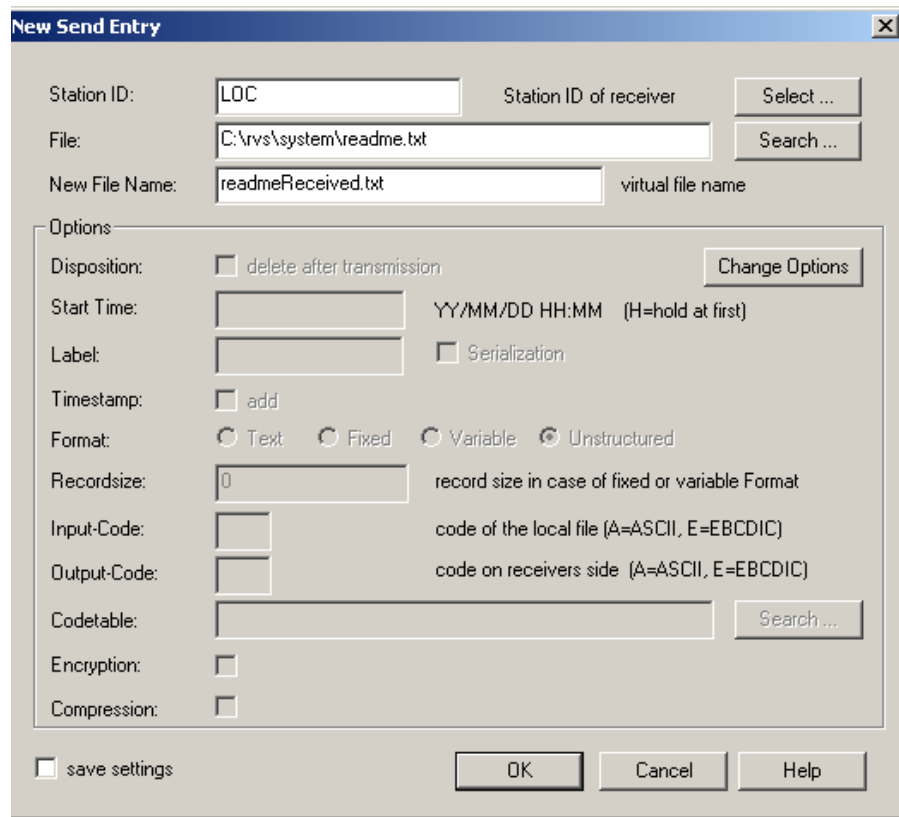 New Send Entry
Station ID: LOC Station ID of receiver Select ...
File: C:\rvs\system\readme.txt Search ...
New File Name: readmeReceived.txt virtual file name
Options
Disposition: delete after transmission Change Options
Start Time: YY/MM/DD HH:MM (H=hold at first)
Label: Serialization
Timestamp: add
Format: Text Fixed Variable Unstructured
Recordsize: 0 record size in case of fixed or variable Format
Input-Code: code of the local file (A=ASCII, E=EBCDIC)
Output-Code: code on receivers side (A=ASCII, E=EBCDIC)
Codetable: Search ...
Encryption:
Compression:
save settings OK Cancel Help